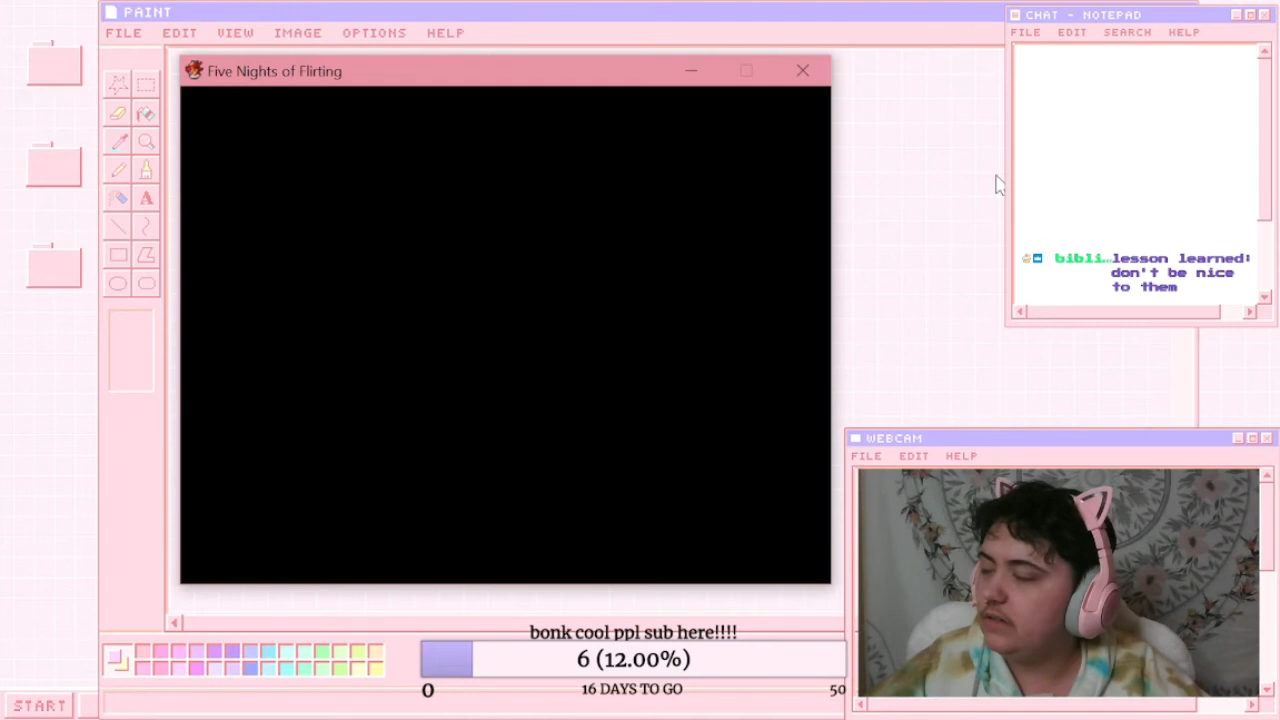 PAINT
FILE EDIT VIEW IMAGE OPTIONS HELP
Five Nights of Flirting
CHAT - NOTEPAD
FILE EDIT SEARCH HELP
bibli... lesson learned:
don't be nice
to them
A
WEBCAM
FILE EDIT HELP
bonk cool ppl sub here!!!!
6 (12.00%)
0 16 DAYS TO GO 50
START